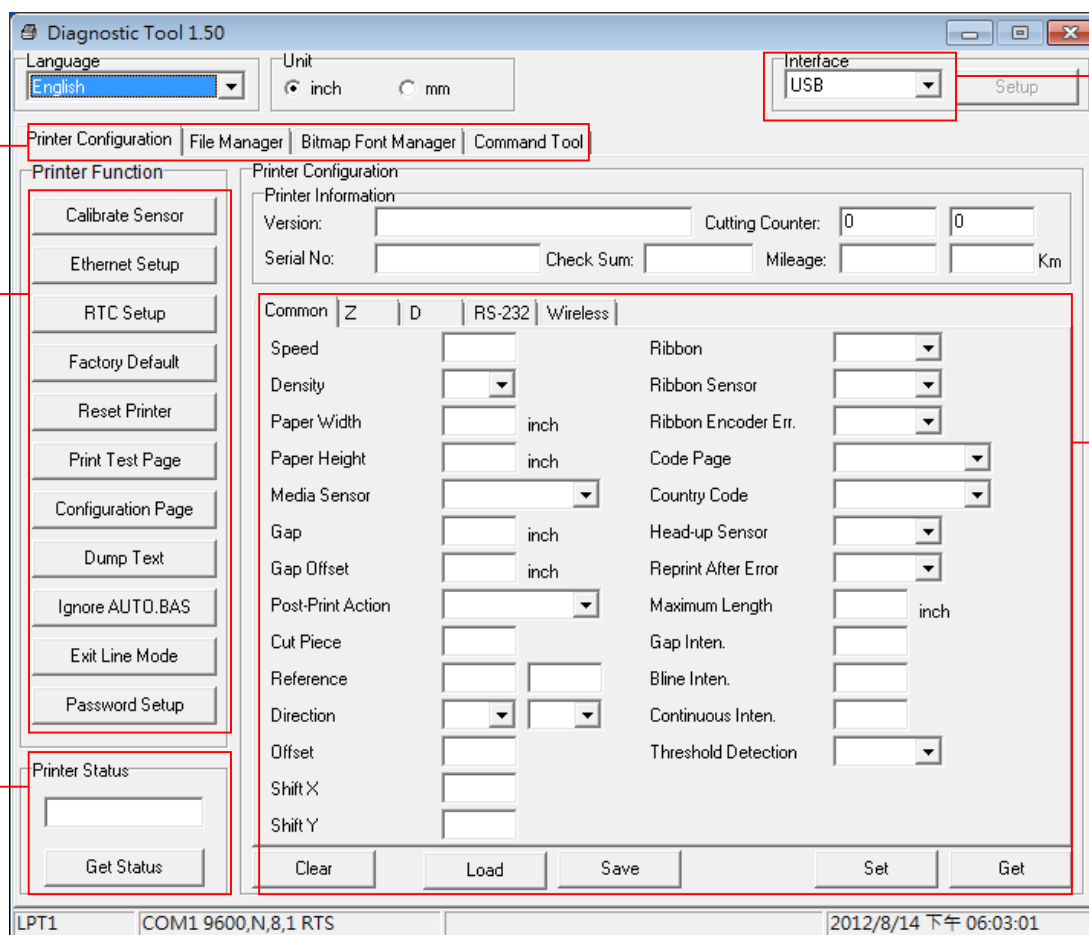 Diagnostic Tool 1.50
Language
Unit
Interface
English
inch
mm
USB
Setup
Printer Configuration
File Manager
Bitmap Font Manager
Command Tool
Printer Function
Calibrate Sensor
Ethernet Setup
RTC Setup
Factory Default
Reset Printer
Print Test Page
Configuration Page
Dump Text
Ignore AUTO.BAS
Exit Line Mode
Password Setup
Printer Status
Get Status
Printer Configuration
Printer Information
Version:
Cutting Counter: 0 0
Serial No:
Check Sum:
Mileage:
Km
Common
Z
D
RS-232
Wireless
Speed
Density
Paper Width inch
Paper Height inch
Media Sensor
Gap inch
Gap Offset inch
Post-Print Action
Cut Piece
Reference
Direction
Offset
Shift X
Shift Y
Ribbon
Ribbon Sensor
Ribbon Encoder Err.
Code Page
Country Code
Head-up Sensor
Reprint After Error
Maximum Length inch
Gap Inten.
Bline Inten.
Continuous Inten.
Threshold Detection
Clear
Load
Save
Set
Get
LPT1
COM1 9600,N,8,1 RTS
2012/8/14 下午 06:03:01